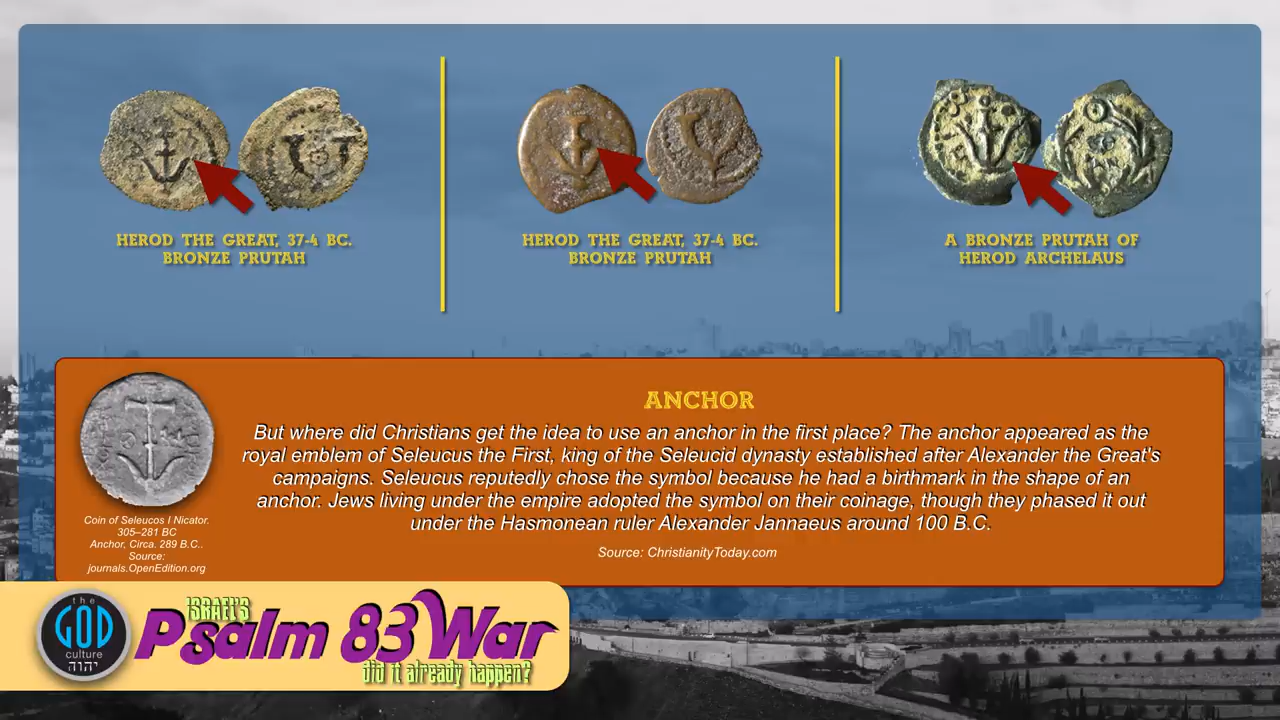 HEROD THE GREAT, 37-4 BC.
BRONZE PRUTAH
HEROD THE GREAT, 37-4 BC.
BRONZE PRUTAH
A BRONZE PRUTAH OF
HEROD ARCHELAUS
ANCHOR
But where did Christians get the idea to use an anchor in the first place? The anchor appeared as the
royal emblem of Seleucus the First, king of the Seleucid dynasty established after Alexander the Great's
campaigns. Seleucus reputedly chose the symbol because he had a birthmark in the shape of an
anchor. Jews living under the empire adopted the symbol on their coinage, though they phased it out
under the Hasmonean ruler Alexander Jannaeus around 100 B.C.
Source: ChristianityToday.com
Coin of Seleucos I Nicator.
305–281 BC
Anchor, Circa. 289 B.C..
Source:
journals.OpenEdition.org
the
GOD
culture
יהוה
ISRAEL'S
Psalm 83 War
did it already happen?